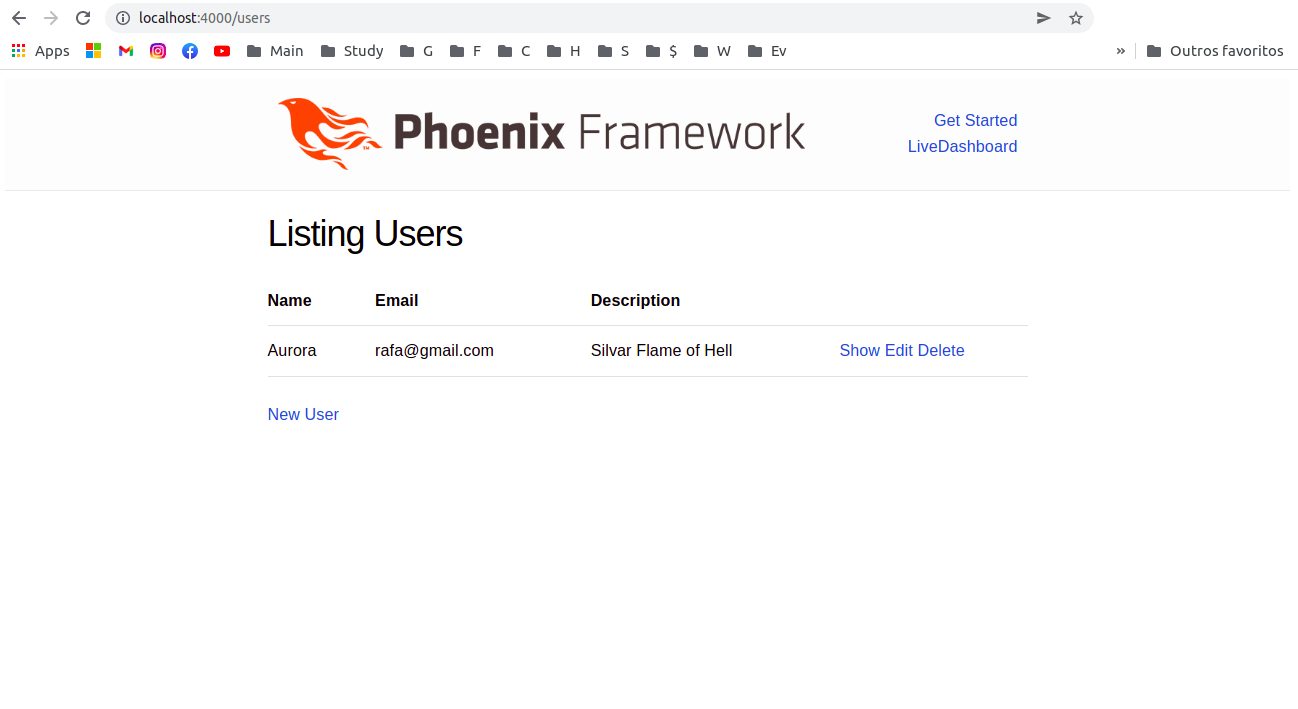 localhost:4000/users
Apps Main Study G F C H S $ W Ev » Outros favoritos
Phoenix Framework ™
Get Started
LiveDashboard
Listing Users
Name Email Description
Aurora rafa@gmail.com Silvar Flame of Hell Show Edit Delete
New User